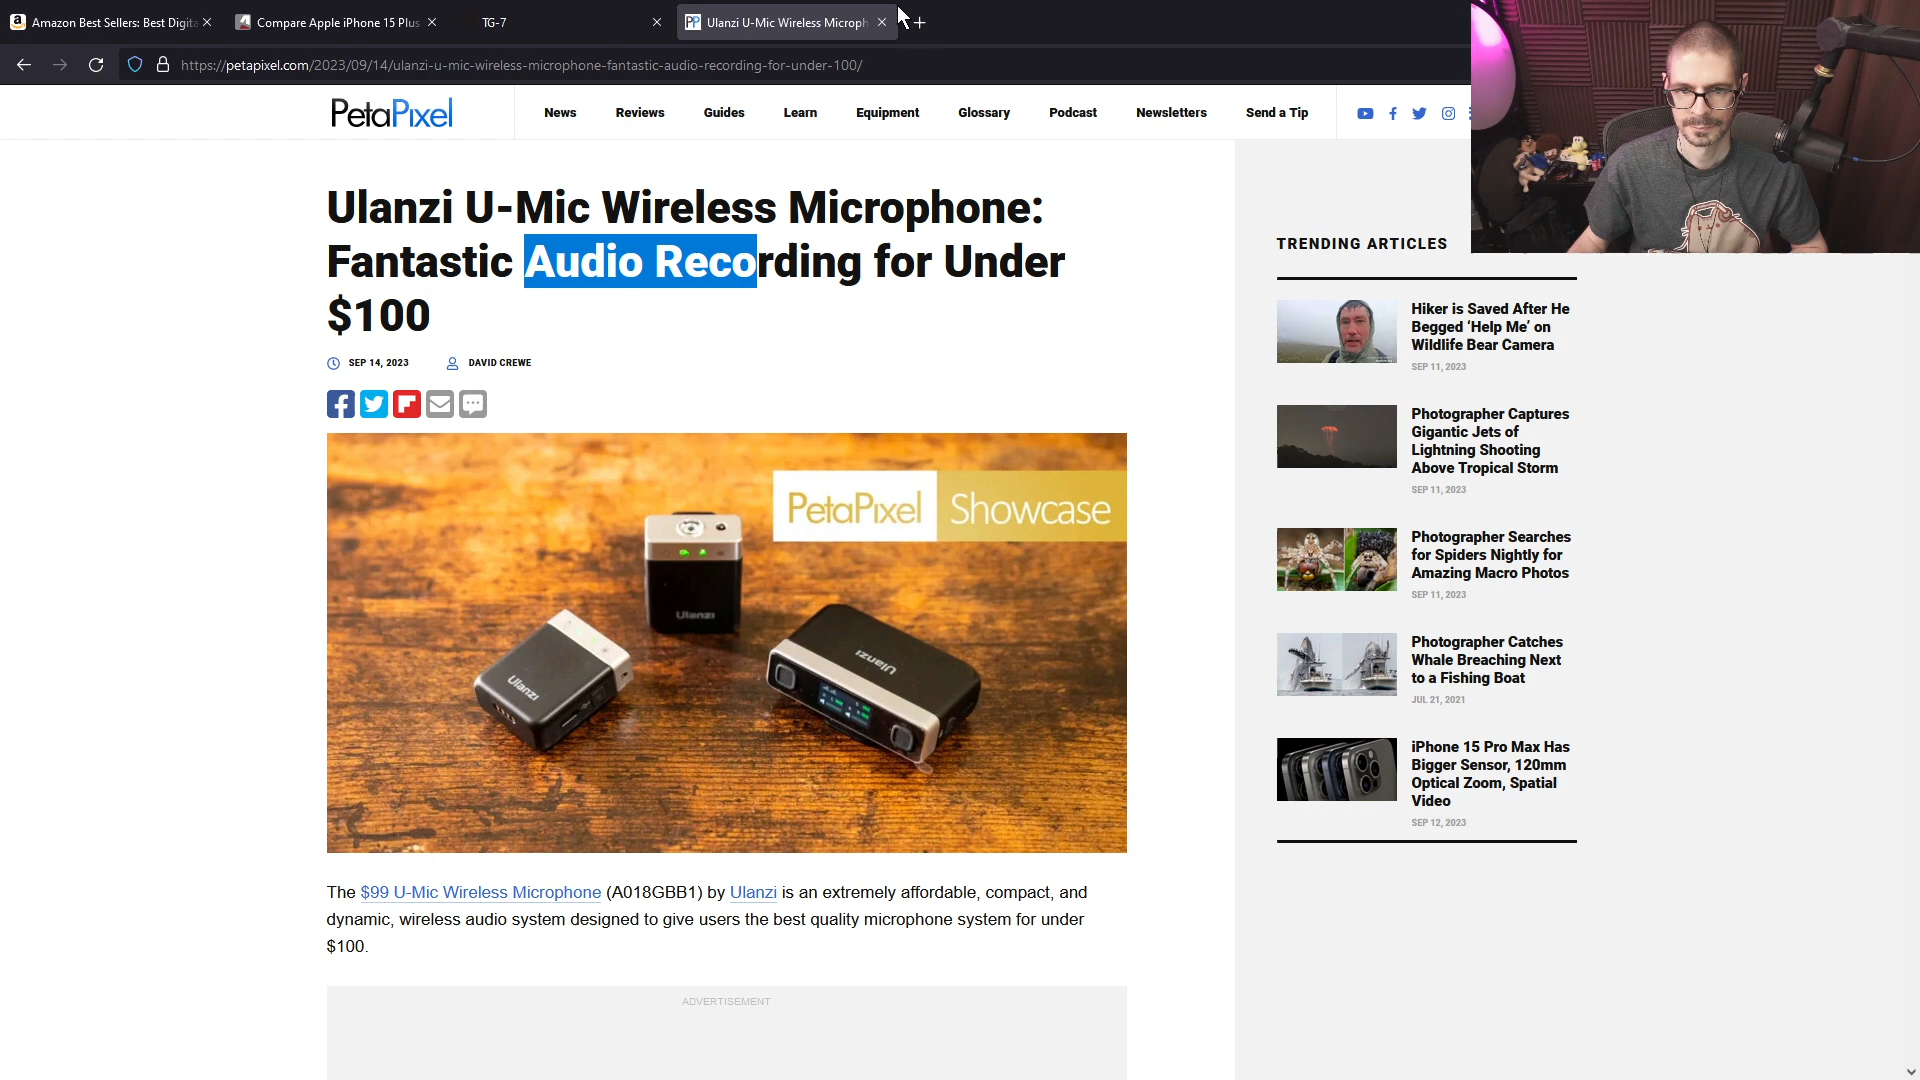 Amazon Best Sellers: Best Digita
Compare Apple iPhone 15 Plus
TG-7
Ulanzi U-Mic Wireless Microph
https://petapixel.com/2023/09/14/ulanzi-u-mic-wireless-microphone-fantastic-audio-recording-for-under-100/
PetaPixel
News
Reviews
Guides
Learn
Equipment
Glossary
Podcast
Newsletters
Send a Tip
Ulanzi U-Mic Wireless Microphone:
Fantastic Audio Recording for Under
$100
SEP 14, 2023
DAVID CREWE
PetaPixel Showcase
Ulanzi
Ulanzi
Ulanzi
The $99 U-Mic Wireless Microphone (A018GBB1) by Ulanzi is an extremely affordable, compact, and
dynamic, wireless audio system designed to give users the best quality microphone system for under
$100.
ADVERTISEMENT
TRENDING ARTICLES
Hiker is Saved After He
Begged ‘Help Me’ on
Wildlife Bear Camera
SEP 11, 2023
Photographer Captures
Gigantic Jets of
Lightning Shooting
Above Tropical Storm
SEP 11, 2023
Photographer Searches
for Spiders Nightly for
Amazing Macro Photos
SEP 11, 2023
Photographer Catches
Whale Breaching Next
to a Fishing Boat
JUL 21, 2021
iPhone 15 Pro Max Has
Bigger Sensor, 120mm
Optical Zoom, Spatial
Video
SEP 12, 2023